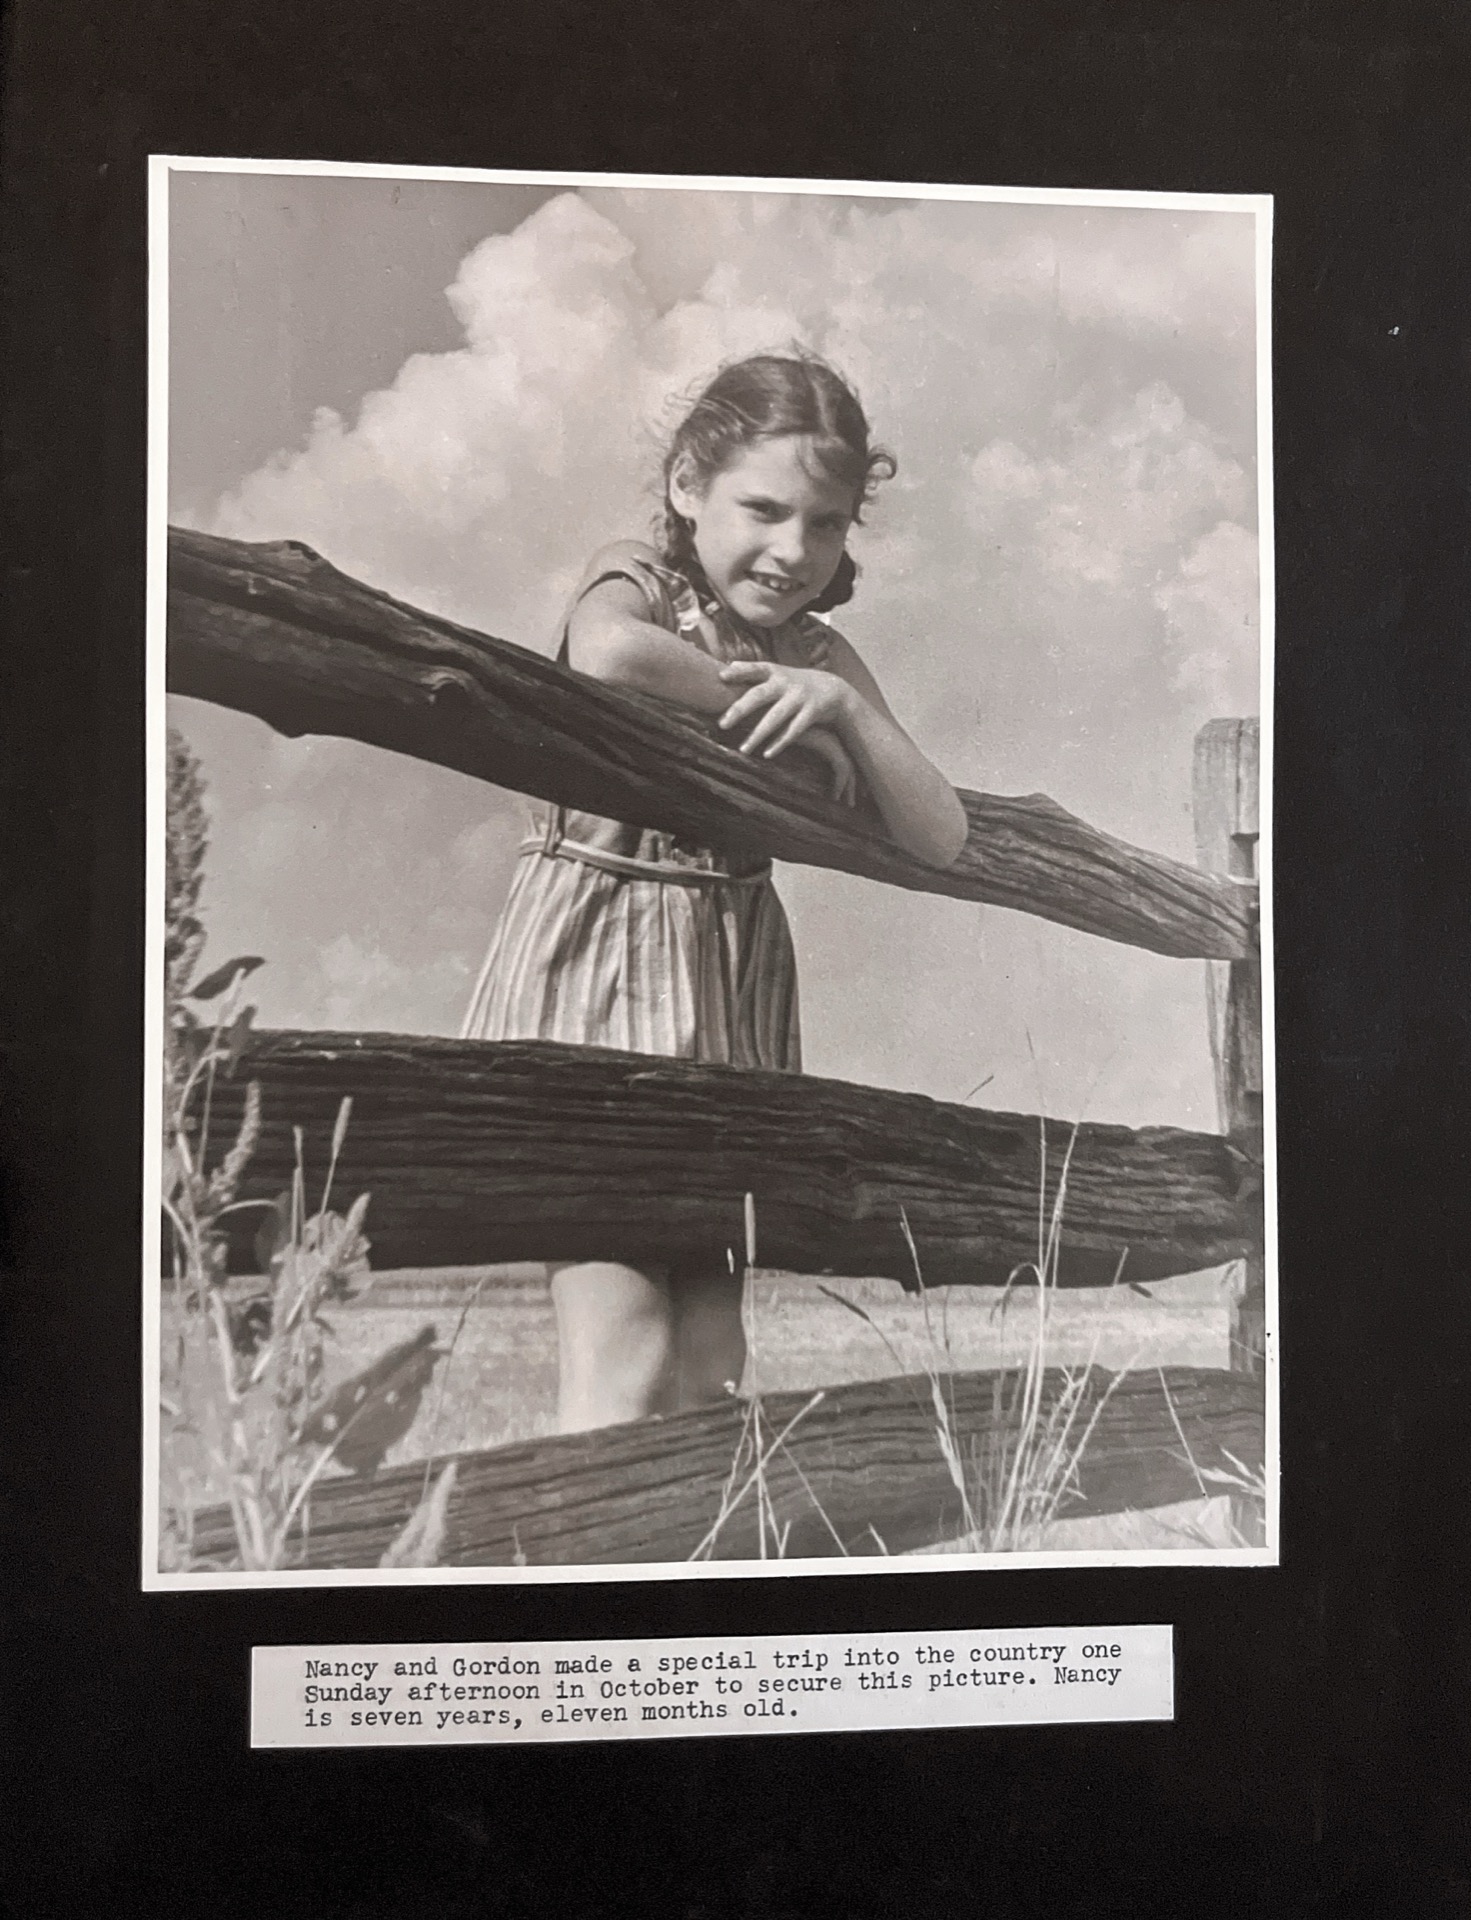 Nancy and Gordon made a special trip into the country one
Sunday afternoon in October to secure this picture. Nancy
is seven years, eleven months old.